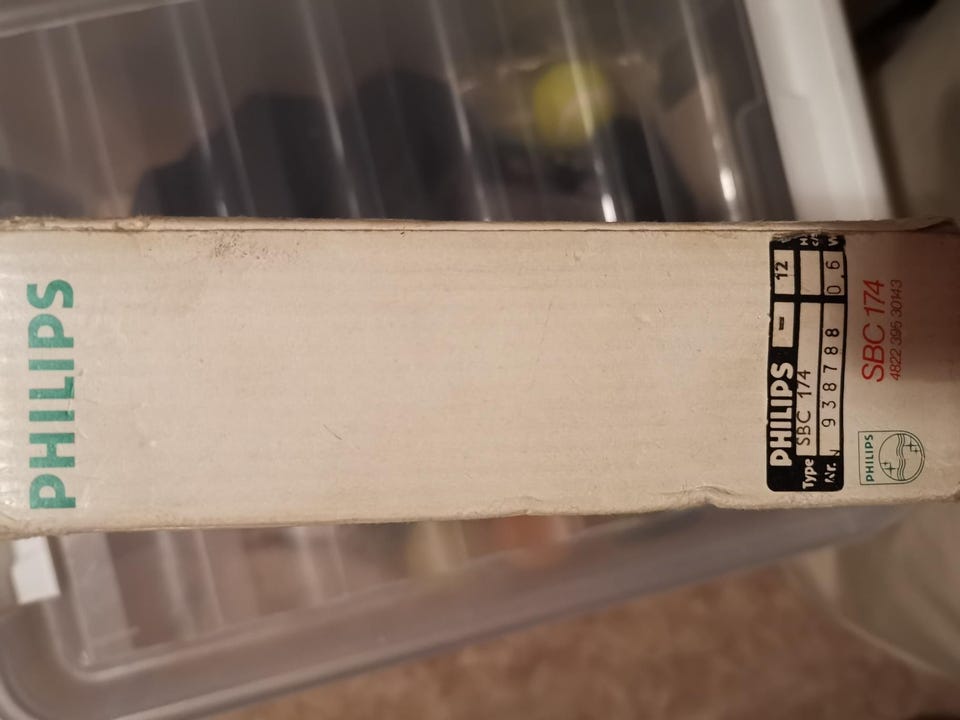 PHILIPS
PHILIPS - 12
Type SBC 174
Nr. 938788 0.6
SBC 174
4822 395 30143
PHILIPS